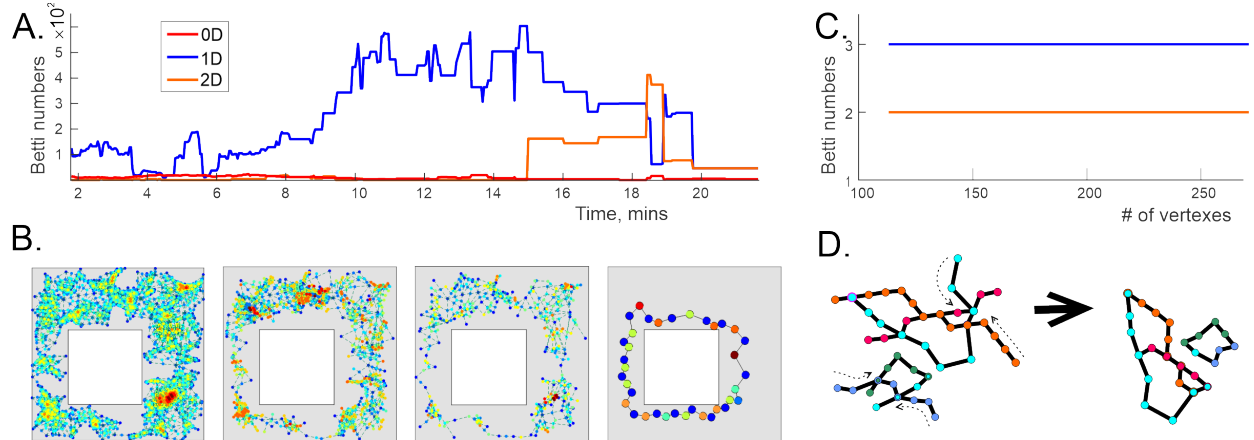 A.
×10²
5
4
3
2
1
Betti numbers
0D
1D
2D
2 4 6 8 10 12 14 16 18 20
Time, mins
C.
3
2
1
Betti numbers
100 150 200 250
# of vertexes
B.
D.